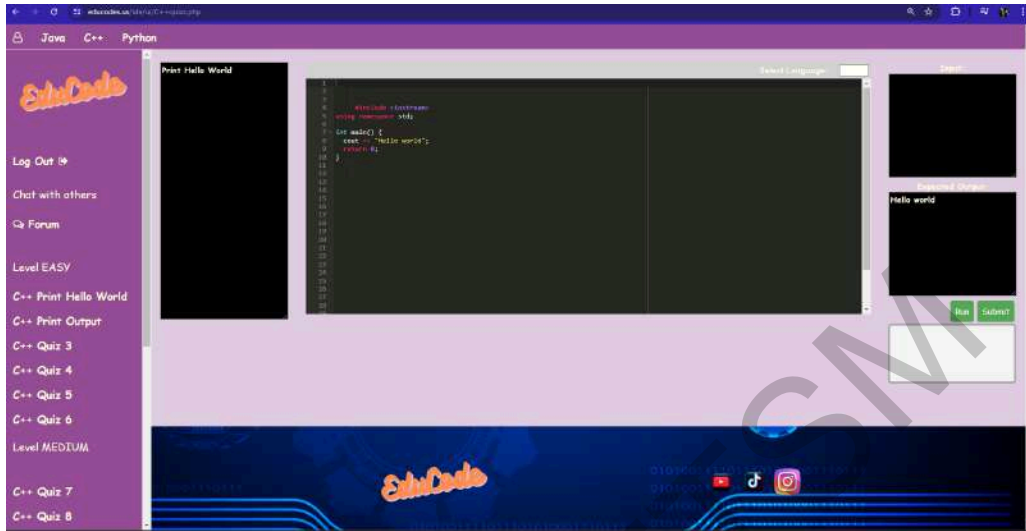 Java C++ Python
EduCode
Log Out
Chat with others
Forum
Level EASY
C++ Print Hello World
C++ Print Output
C++ Quiz 3
C++ Quiz 4
C++ Quiz 5
C++ Quiz 6
Level MEDIUM
C++ Quiz 7
C++ Quiz 8
Print Hello World
Select Language:
#include <iostream>
using namespace std;
int main() {
cout << "Hello world";
return 0;
}
Input:
Expected Output:
Hello world
Run Submit
EduCode